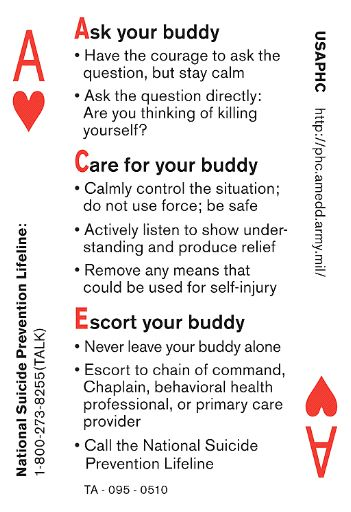 A
Ask your buddy
• Have the courage to ask the
question, but stay calm
• Ask the question directly:
Are you thinking of killing
yourself?
Care for your buddy
• Calmly control the situation;
do not use force; be safe
• Actively listen to show under-
standing and produce relief
• Remove any means that
could be used for self-injury
Escort your buddy
• Never leave your buddy alone
• Escort to chain of command,
Chaplain, behavioral health
professional, or primary care
provider
• Call the National Suicide
Prevention Lifeline
TA - 095 - 0510
National Suicide Prevention Lifeline:
1-800-273-8255(TALK)
USAPHC http://phc.amedd.army.mil/
A